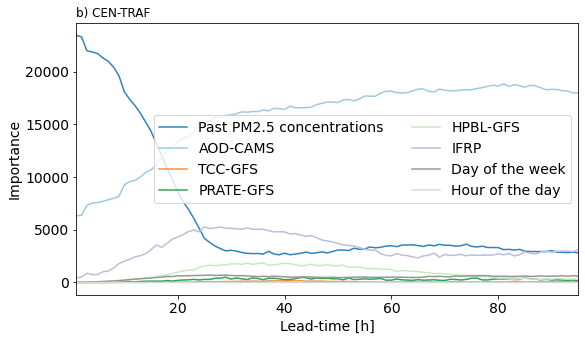 b) CEN-TRAF
20000
15000
10000
5000
0
Importance
Past PM2.5 concentrations
AOD-CAMS
TCC-GFS
PRATE-GFS
HPBL-GFS
IFRP
Day of the week
Hour of the day
20 40 60 80
Lead-time [h]